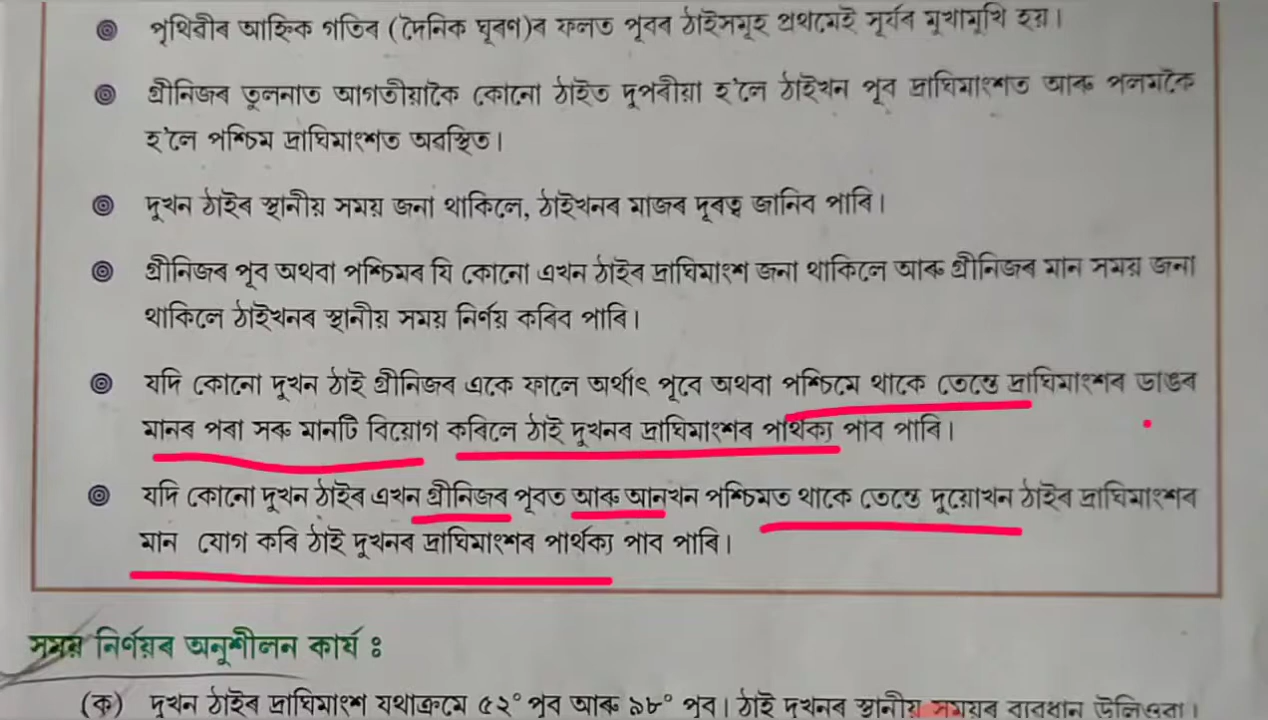 পৃথিৱীৰ আহ্নিক গতিৰ (দৈনিক ঘূৰণ)ৰ ফলত পূবৰ ঠাইসমূহ প্ৰথমেই সূৰ্যৰ মুখামুখি হয়।
গ্ৰীনিজৰ তুলনাত আগতীয়াকৈ কোনো ঠাইত দুপৰীয়া হ'লে ঠাইখন পূব দ্ৰাঘিমাংশত আৰু পলমকৈ
হ'লে পশ্চিম দ্ৰাঘিমাংশত অৱস্থিত।
দুখন ঠাইৰ স্থানীয় সময় জনা থাকিলে, ঠাইখনৰ মাজৰ দূৰত্ব জানিব পাৰি।
গ্ৰীনিজৰ পূব অথবা পশ্চিমৰ যি কোনো এখন ঠাইৰ দ্ৰাঘিমাংশ জনা থাকিলে আৰু গ্ৰীনিজৰ মান সময় জনা
থাকিলে ঠাইখনৰ স্থানীয় সময় নিৰ্ণয় কৰিব পাৰি।
যদি কোনো দুখন ঠাই গ্ৰীনিজৰ একে ফালে অৰ্থাৎ পূবে অথবা পশ্চিমে থাকে তেন্তে দ্ৰাঘিমাংশৰ ডাঙৰ
মানৰ পৰা সৰু মানটি বিয়োগ কৰিলে ঠাই দুখনৰ দ্ৰাঘিমাংশৰ পাৰ্থক্য পাব পাৰি।
যদি কোনো দুখন ঠাইৰ এখন গ্ৰীনিজৰ পূবত আৰু আনখন পশ্চিমত থাকে তেন্তে দুয়োখন ঠাইৰ দ্ৰাঘিমাংশৰ
মান যোগ কৰি ঠাই দুখনৰ দ্ৰাঘিমাংশৰ পাৰ্থক্য পাব পাৰি।
সময় নিৰ্ণয়ৰ অনুশীলন কাৰ্য :
(ক) দুখন ঠাইৰ দ্ৰাঘিমাংশ যথাক্ৰমে ৫২° পূব আৰু ৯৮° পূব। ঠাই দুখনৰ স্থানীয় সময়ৰ ব্যৱধান উলিওৱা।